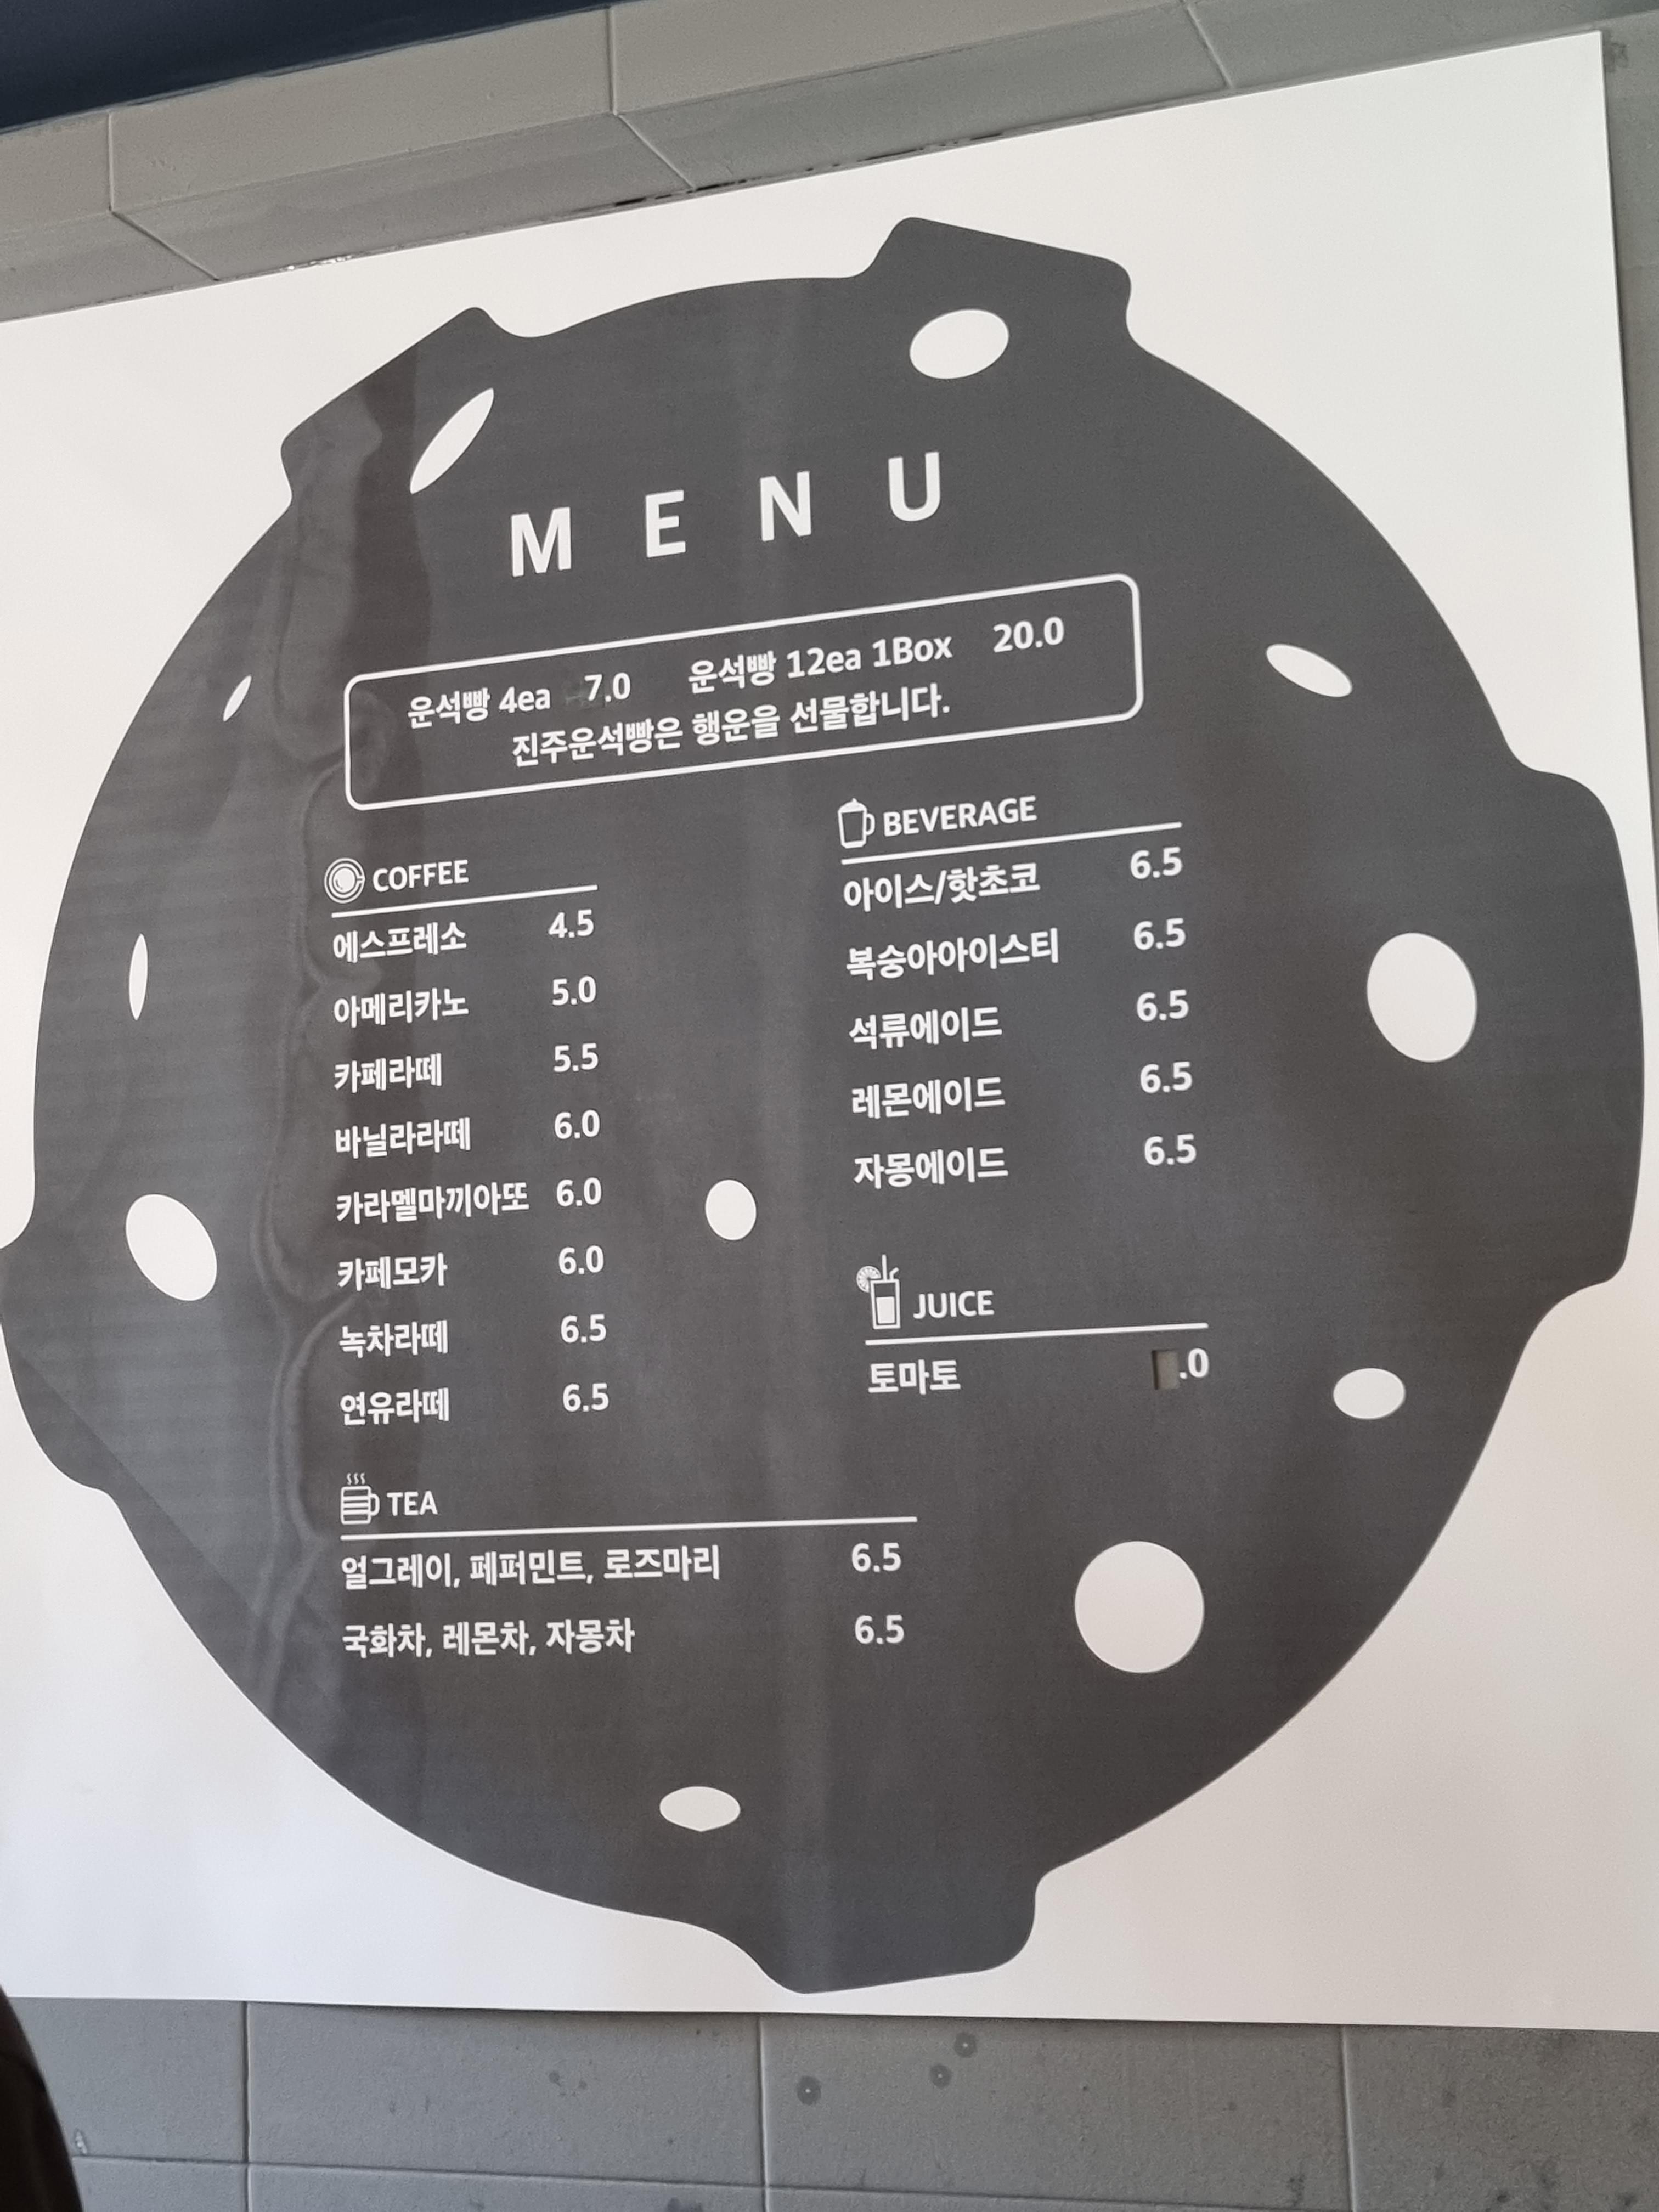 MENU
운석빵 4ea 7.0 운석빵 12ea 1Box 20.0
진주운석빵은 행운을 선물합니다.
COFFEE
에스프레소 4.5
아메리카노 5.0
카페라떼 5.5
바닐라라떼 6.0
카라멜마끼아또 6.0
카페모카 6.0
녹차라떼 6.5
연유라떼 6.5
BEVERAGE
아이스/핫초코 6.5
복숭아아이스티 6.5
석류에이드 6.5
레몬에이드 6.5
자몽에이드 6.5
JUICE
토마토 .0
TEA
얼그레이, 페퍼민트, 로즈마리 6.5
국화차, 레몬차, 자몽차 6.5